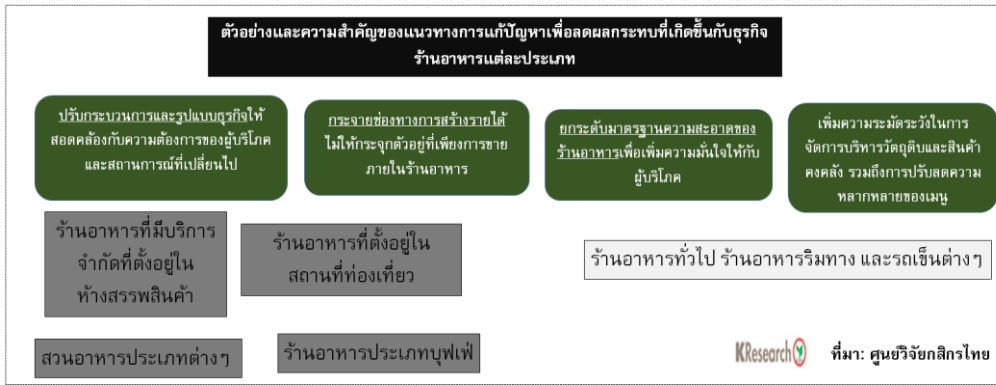 ตัวอย่างและความสำคัญของแนวทางการแก้ปัญหาเพื่อลดผลกระทบที่เกิดขึ้นกับธุรกิจ
ร้านอาหารแต่ละประเภท
ปรับกระบวนการและรูปแบบธุรกิจให้
สอดคล้องกับความต้องการของผู้บริโภค
และสถานการณ์ที่เปลี่ยนไป
กระจายช่องทางการสร้างรายได้
ไม่ให้กระจุกตัวอยู่ที่เพียงการขาย
ภายในร้านอาหาร
ยกระดับมาตรฐานความสะอาดของ
ร้านอาหารเพื่อเพิ่มความมั่นใจให้กับ
ผู้บริโภค
เพิ่มความระมัดระวังในการ
จัดการบริหารวัตถุดิบและสินค้า
คงคลัง รวมถึงการปรับลดความ
หลากหลายของเมนู
ร้านอาหารที่มีบริการ
จำกัดที่ตั้งอยู่ใน
ห้างสรรพสินค้า
ร้านอาหารที่ตั้งอยู่ใน
สถานที่ท่องเที่ยว
ร้านอาหารทั่วไป ร้านอาหารริมทาง และรถเข็นต่างๆ
สวนอาหารประเภทต่างๆ
ร้านอาหารประเภทบุฟเฟ่
KResearch ที่มา: ศูนย์วิจัยกสิกรไทย